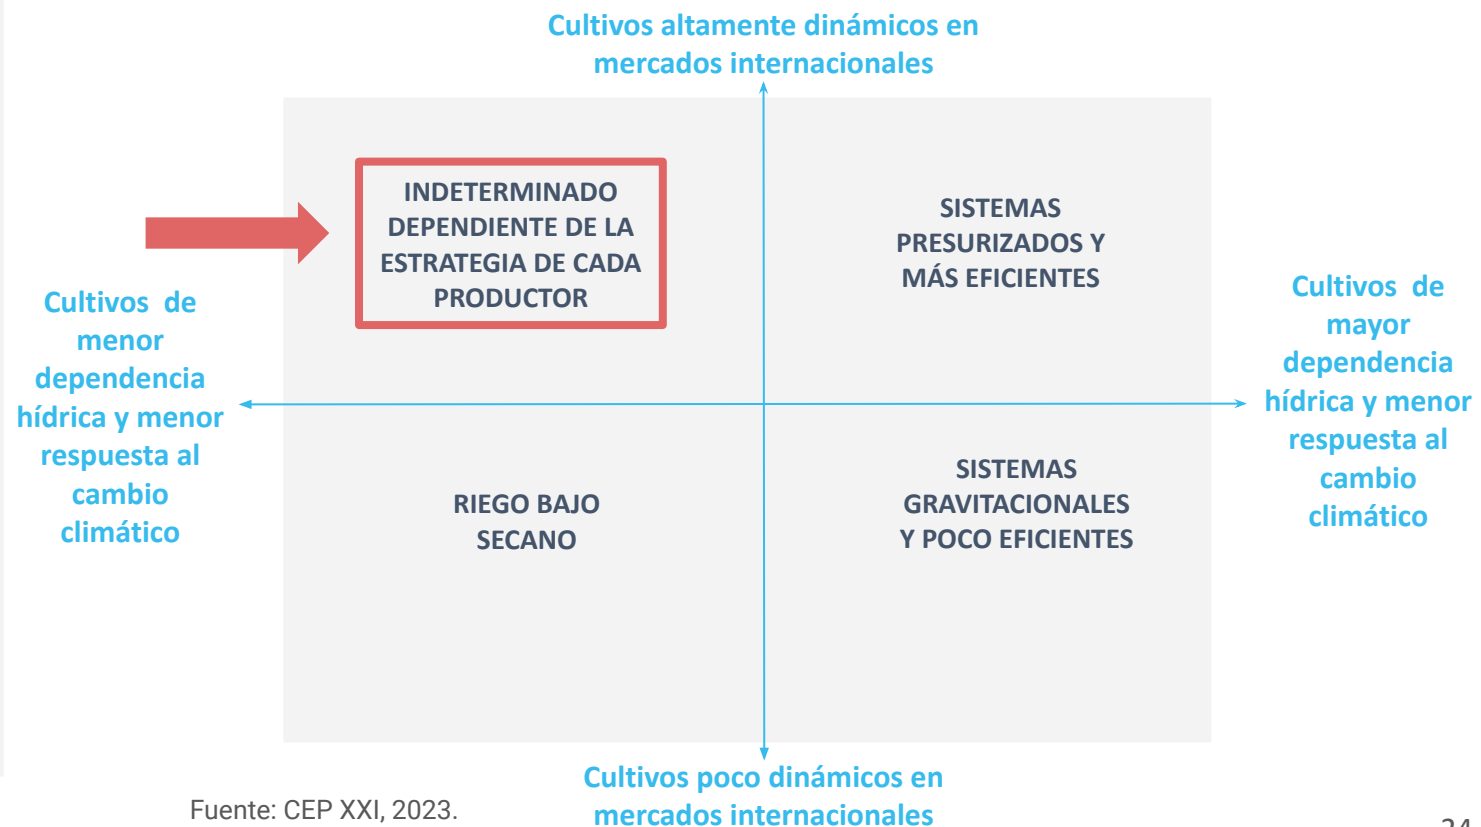 Cultivos altamente dinámicos en
mercados internacionales
INDETERMINADO
DEPENDIENTE DE LA
ESTRATEGIA DE CADA
PRODUCTOR
SISTEMAS
PRESURIZADOS Y
MÁS EFICIENTES
Cultivos de
menor
dependencia
hídrica y menor
respuesta al
cambio
climático
Cultivos de
mayor
dependencia
hídrica y menor
respuesta al
cambio
climático
RIEGO BAJO
SECANO
SISTEMAS
GRAVITACIONALES
Y POCO EFICIENTES
Cultivos poco dinámicos en
mercados internacionales
Fuente: CEP XXI, 2023.